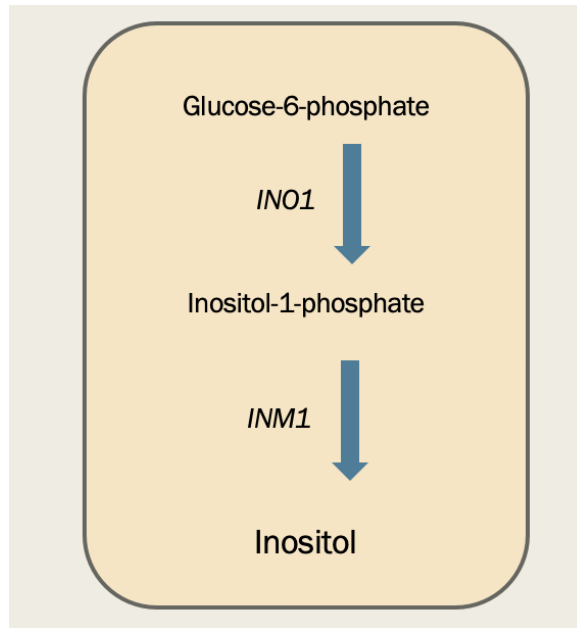 Glucose-6-phosphate
INO1
Inositol-1-phosphate
INM1
Inositol